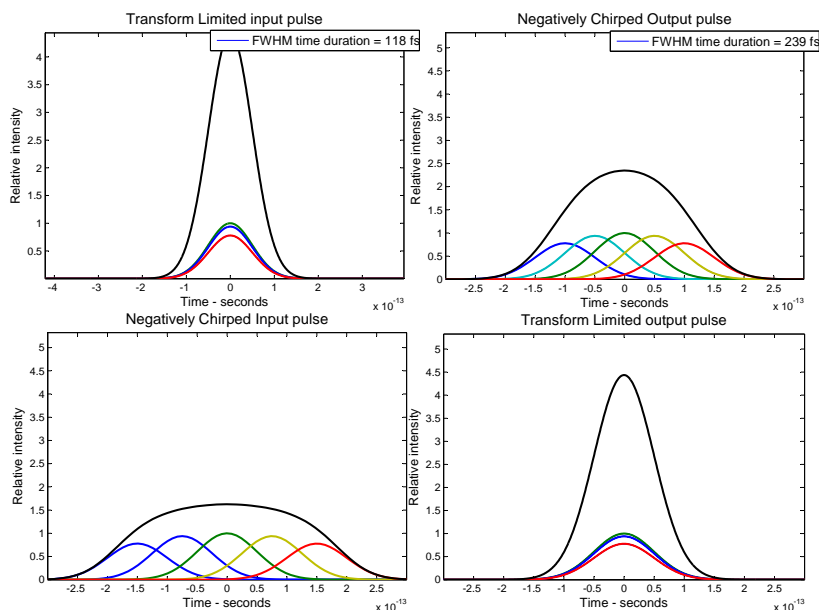 Transform Limited input pulse
FWHM time duration = 118 fs
Relative intensity
4
3.5
3
2.5
2
1.5
1
0.5
-4 -3 -2 -1 0 1 2 3
x 10^-13
Time - seconds
Negatively Chirped Output pulse
FWHM time duration = 239 fs
Relative intensity
5
4.5
4
3.5
3
2.5
2
1.5
1
0.5
0
-2.5 -2 -1.5 -1 -0.5 0 0.5 1 1.5 2 2.5
x 10^-13
Time - seconds
Negatively Chirped Input pulse
Relative intensity
5
4.5
4
3.5
3
2.5
2
1.5
1
0.5
0
-2.5 -2 -1.5 -1 -0.5 0 0.5 1 1.5 2 2.5
x 10^-13
Time - seconds
Transform Limited output pulse
Relative intensity
5
4.5
4
3.5
3
2.5
2
1.5
1
0.5
0
-2.5 -2 -1.5 -1 -0.5 0 0.5 1 1.5 2 2.5
x 10^-13
Time - seconds